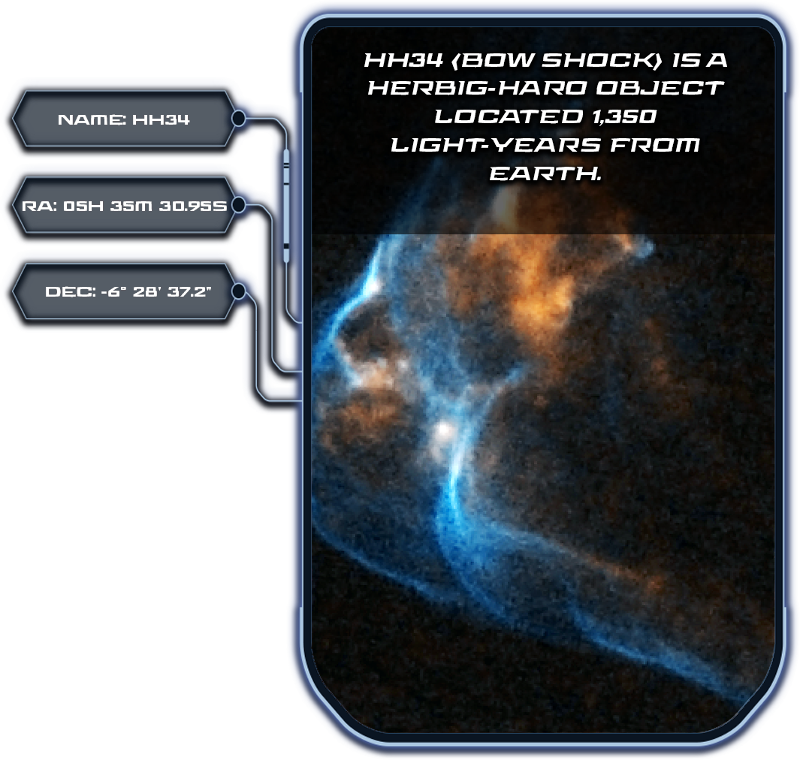 HH34 (BOW SHOCK) IS A
HERBIG-HARO OBJECT
LOCATED 1,350
LIGHT-YEARS FROM
EARTH.
NAME: HH34
RA: 05H 35M 30.95S
DEC: -6° 28' 37.2"